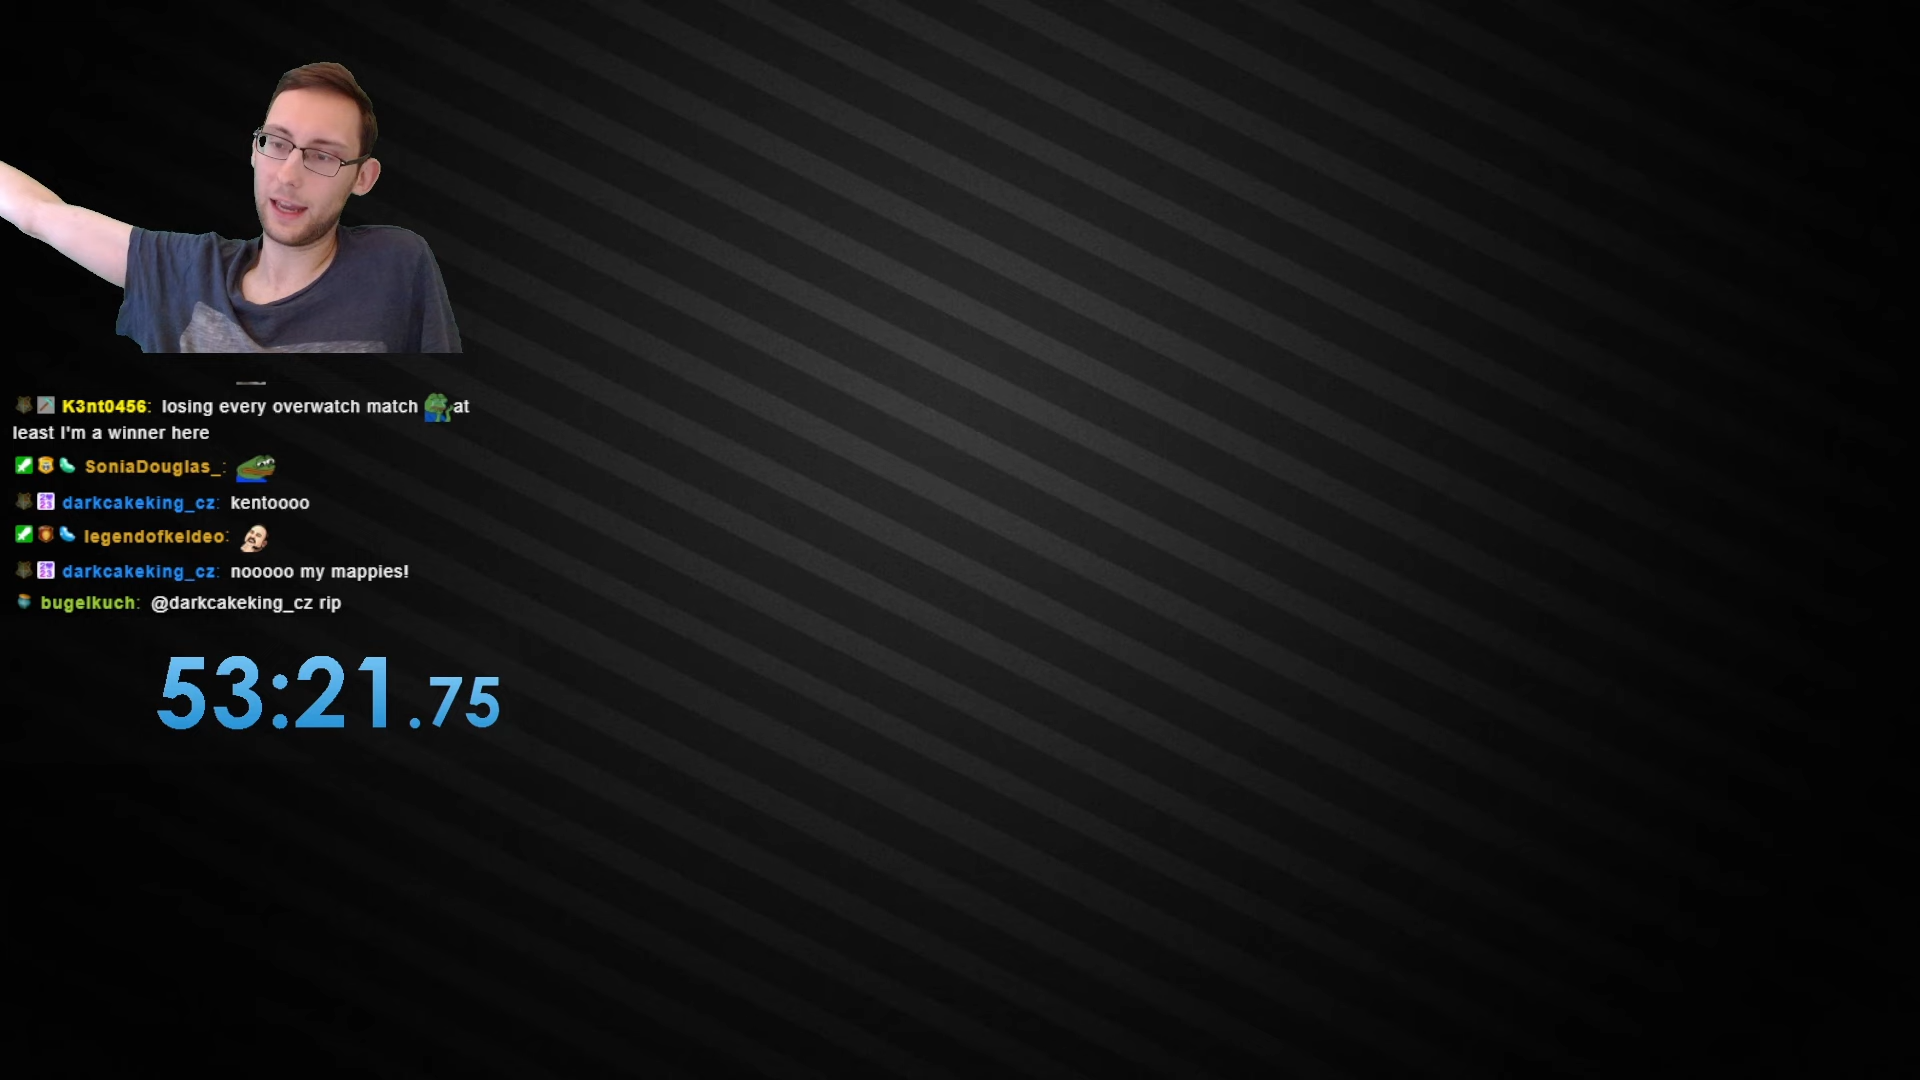 K3nt0456: losing every overwatch match at
least I'm a winner here
SoniaDouglas_:
darkcakeking_cz: kentoooo
legendofkeldeo:
darkcakeking_cz: nooooo my mappies!
bugelkuch: @darkcakeking_cz rip
53:21.75